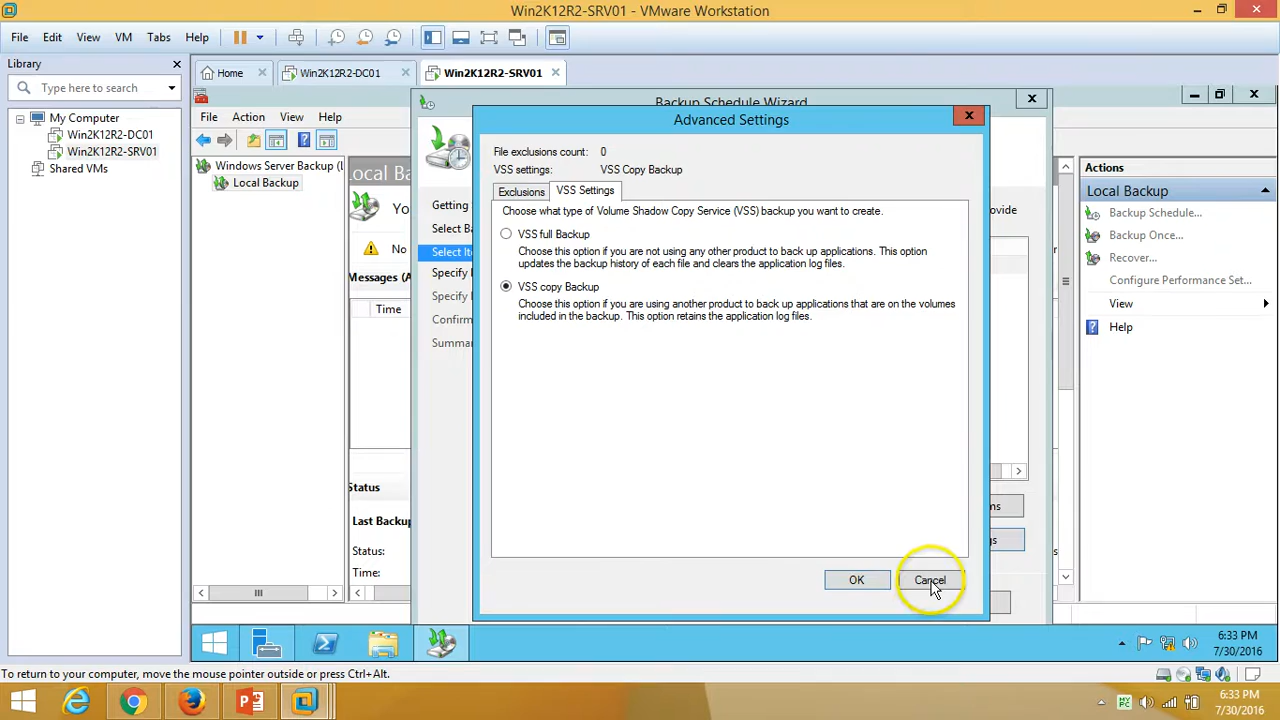 Win2K12R2-SRV01 - VMware Workstation
File Edit View VM Tabs Help
Library
Type here to search
My Computer
Win2K12R2-DC01
Win2K12R2-SRV01
Shared VMs
Home
Win2K12R2-DC01
Win2K12R2-SRV01
File Action View Help
Windows Server Backup (L
Local Backup
Local
Yo
No
Messages (A
Time
Status
Last Backup
Status:
Time:
Backup Schedule Wizard
Getting
Select Ba
Select Ite
Specify
Specify
Confirm
Summa
ovide
ms
gs
Advanced Settings
File exclusions count: 0
VSS settings: VSS Copy Backup
Exclusions
VSS Settings
Choose what type of Volume Shadow Copy Service (VSS) backup you want to create.
VSS full Backup
Choose this option if you are not using any other product to back up applications. This option
updates the backup history of each file and clears the application log files.
VSS copy Backup
Choose this option if you are using another product to back up applications that are on the volumes
included in the backup. This option retains the application log files.
OK
Cancel
Actions
Local Backup
Backup Schedule...
Backup Once...
Recover...
Configure Performance Set...
View
Help
6:33 PM
7/30/2016
To return to your computer, move the mouse pointer outside or press Ctrl+Alt.
6:33 PM
7/30/2016